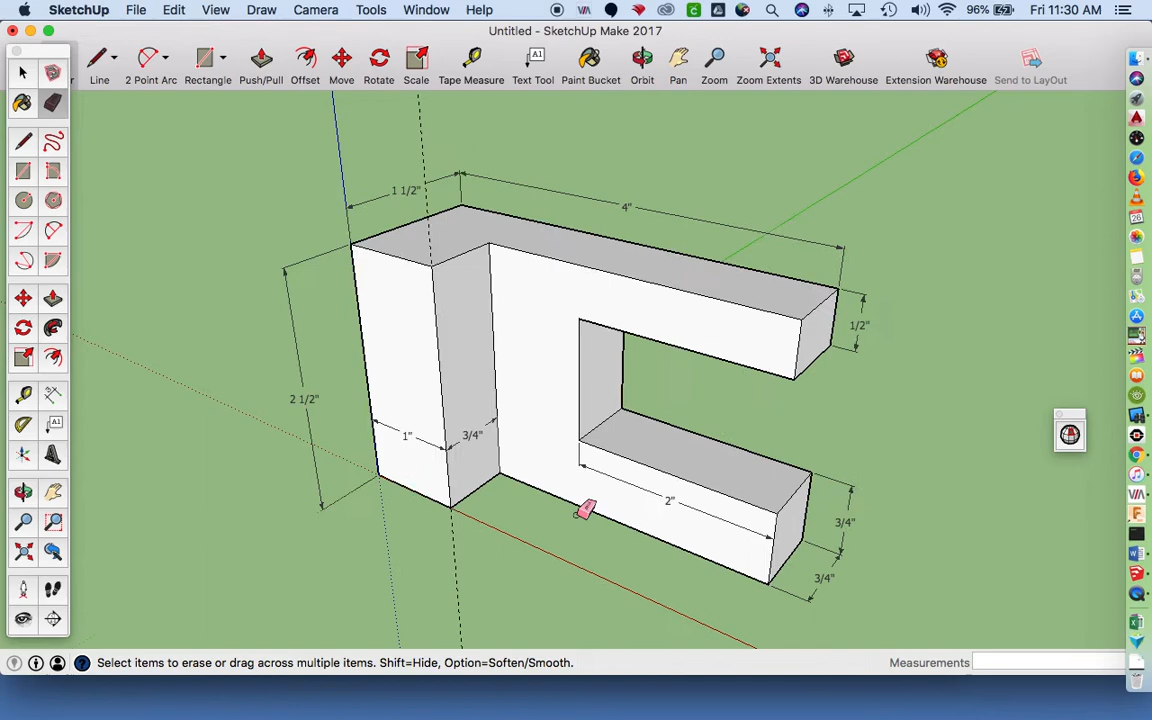 SketchUp File Edit View Draw Camera Tools Window Help 96% Fri 11:30 AM
Untitled - SketchUp Make 2017
Line 2 Point Arc Rectangle Push/Pull Offset Move Rotate Scale Tape Measure Text Tool Paint Bucket Orbit Pan Zoom Zoom Extents 3D Warehouse Extension Warehouse Send to LayOut
1 1/2"
4"
1/2"
2 1/2"
1"
3/4"
2"
3/4"
3/4"
Select items to erase or drag across multiple items. Shift=Hide, Option=Soften/Smooth.
Measurements